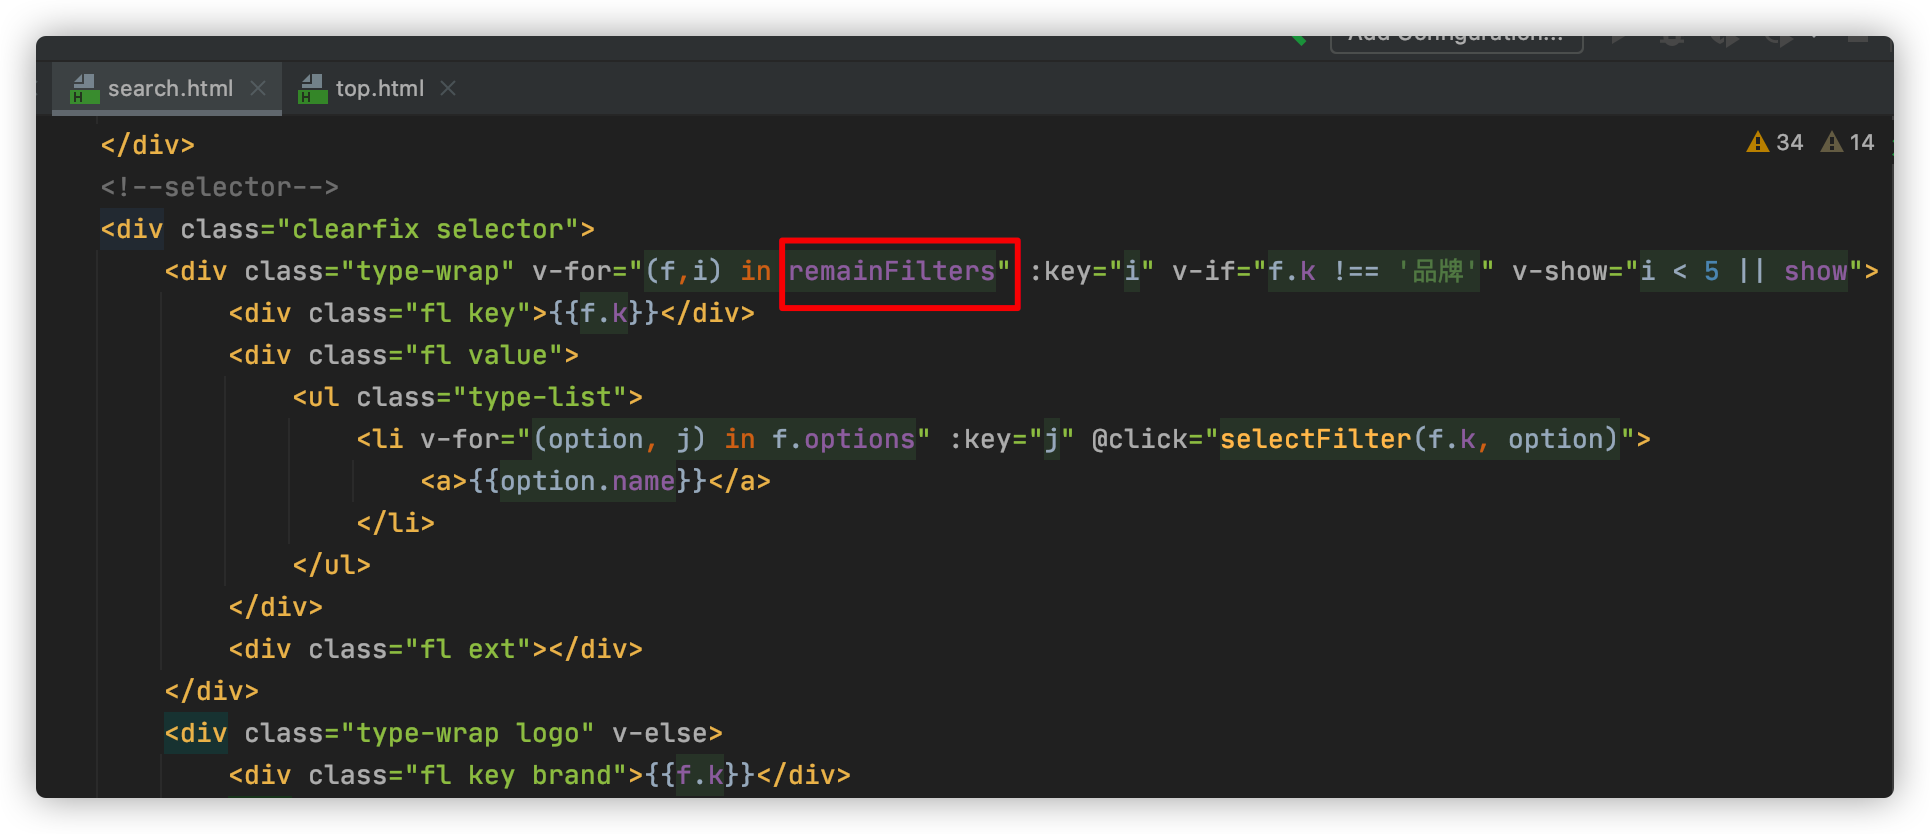 Add Configuration...
search.html top.html
</div>
34 14
<!--selector-->
<div class="clearfix selector">
<div class="type-wrap" v-for="(f,i) in remainFilters" :key="i" v-if="f.k !== '品牌'" v-show="i < 5 || show">
<div class="fl key">{{f.k}}</div>
<div class="fl value">
<ul class="type-list">
<li v-for="(option, j) in f.options" :key="j" @click="selectFilter(f.k, option)">
<a>{{option.name}}</a>
</li>
</ul>
</div>
<div class="fl ext"></div>
</div>
<div class="type-wrap logo" v-else>
<div class="fl key brand">{{f.k}}</div>